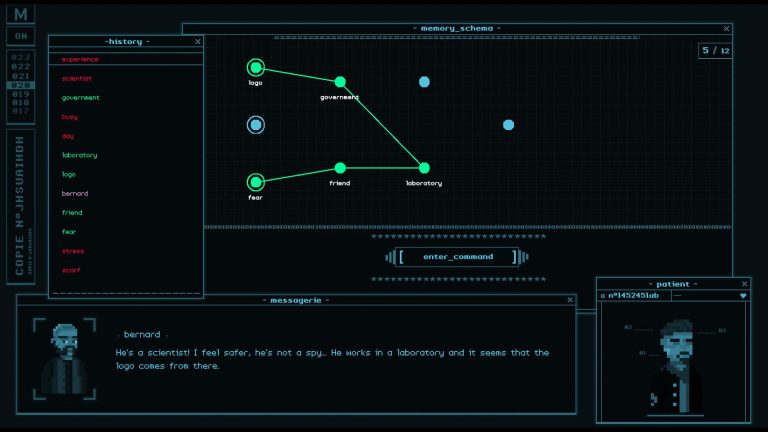 M
ON
023
022
021
020
019
018
017
COPIE Nº JHSUAIHDH
-history-
experience
scientist
government
busy
day
laboratory
logo
bernard
friend
fear
stress
scarf
- memory_schema -
5 / 12
logo
government
fear
friend
laboratory
[ enter_command ]
- messagerie -
- bernard -
He's a scientist! I feel safer, he's not a spy... He works in a laboratory and it seems that the
logo comes from there.
- patient -
nº1452451ab
03
02
01